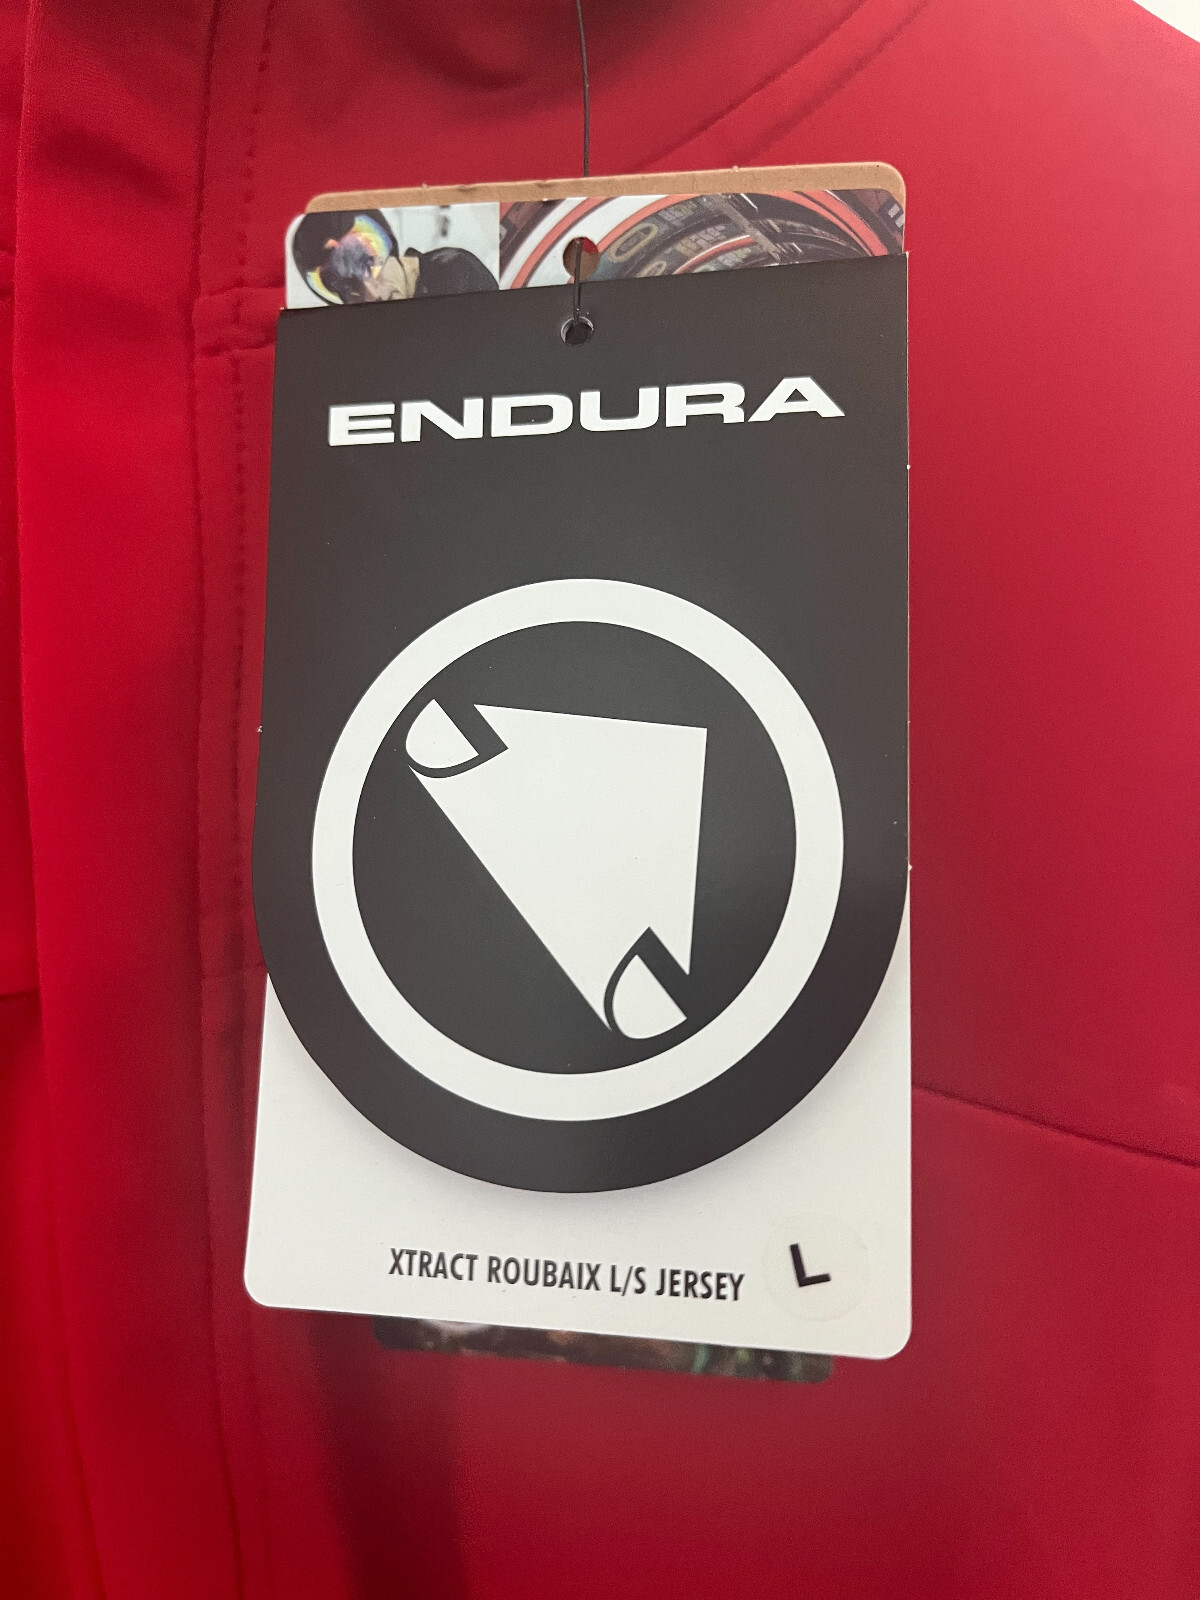 ENDURA
XTRACT ROUBAIX L/S JERSEY
L